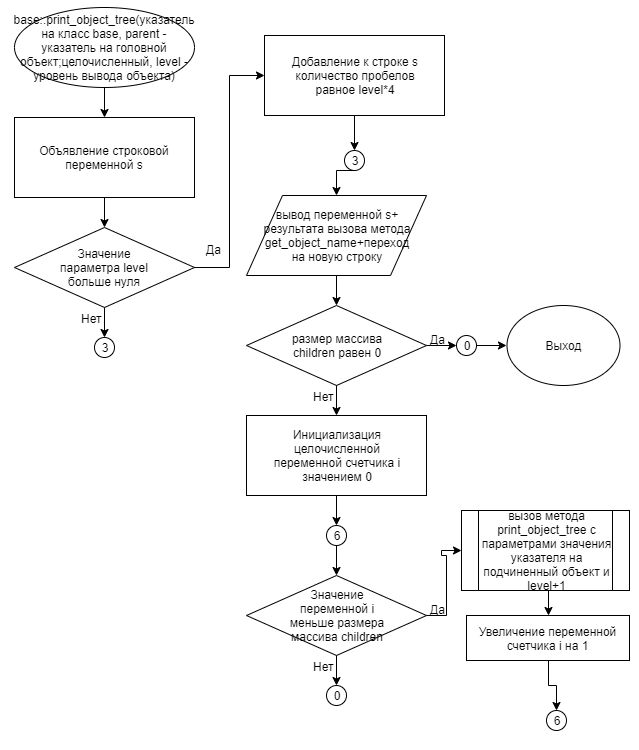 base::print_object_tree(указатель
на класс base, parent -
указатель на головной
объект;целочисленный, level -
уровень вывода объекта)
Объявление строковой
переменной s
Значение
параметра level
больше нуля
Да
Нет
3
Добавление к строке s
количество пробелов
равное level*4
3
вывод переменной s+
результата вызова метода
get_object_name+переход
на новую строку
размер массива
children равен 0
Да
0
Выход
Нет
Инициализация
целочисленной
переменной счетчика i
значением 0
6
Значение
переменной i
меньше размера
массива children
Да
Нет
0
вызов метода
print_object_tree с
параметрами значения
указателя на
подчиненный объект и
level+1
Увеличение переменной
счетчика i на 1
6